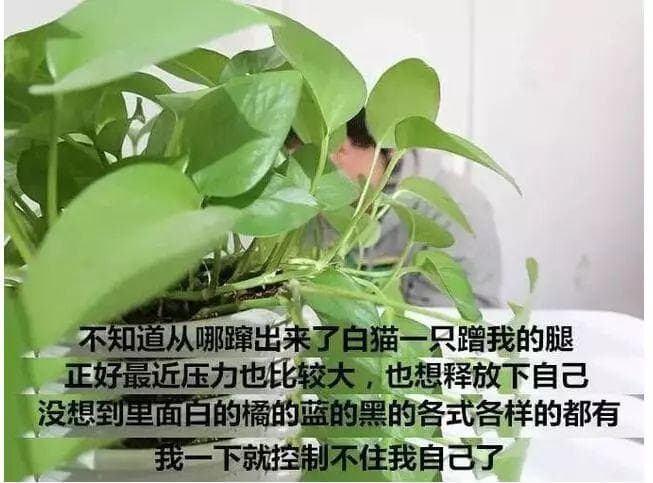 不知道从哪蹿出来了白猫一只蹭我的腿
正好最近压力也比较大，也想释放下自己
没想到里面白的橘的蓝的黑的各式各样的都有
我一下就控制不住我自己了